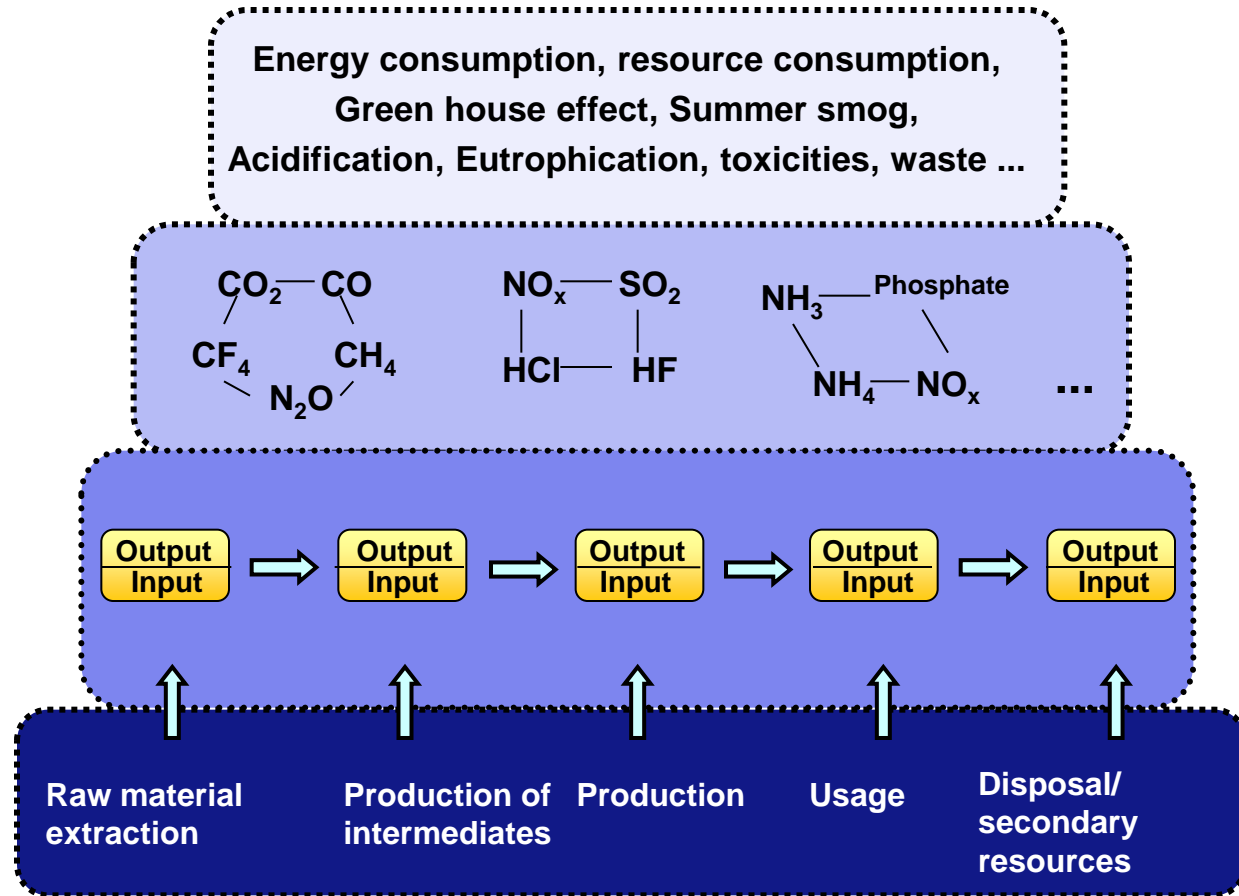 Energy consumption, resource consumption,
Green house effect, Summer smog,
Acidification, Eutrophication, toxicities, waste ...
CO₂ CO NOₓ SO₂ NH₃ Phosphate
CF₄ CH₄ HCl HF NH₄ NOₓ ...
N₂O
Output Output Output Output Output
Input Input Input Input Input
Raw material Production of Production Usage Disposal/
extraction intermediates secondary
resources